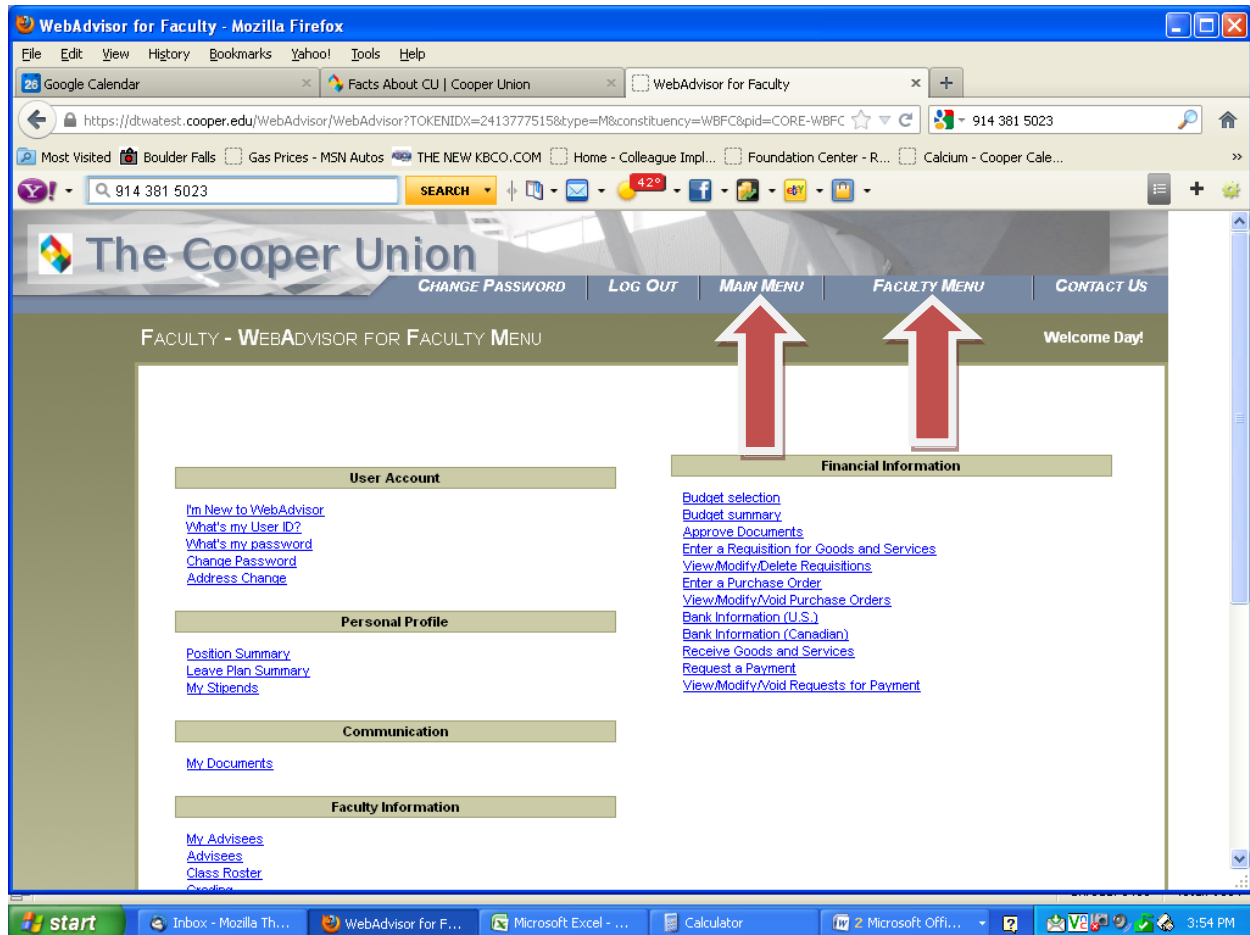 WebAdvisor for Faculty - Mozilla Firefox
File Edit View History Bookmarks Yahoo! Tools Help
26 Google Calendar Facts About CU | Cooper Union WebAdvisor for Faculty
https://dtwatest.cooper.edu/WebAdvisor/WebAdvisor?TOKENIDX=2413777515&type=M&constituency=WBFC&pid=CORE-WBFC 914 381 5023
Most Visited Boulder Falls Gas Prices - MSN Autos THE NEW KBCO.COM Home - Colleague Impl... Foundation Center - R... Calcium - Cooper Cale... »
Y! 914 381 5023 SEARCH 42° f ebY
The Cooper Union
CHANGE PASSWORD LOG OUT MAIN MENU FACULTY MENU CONTACT US
FACULTY - WEBADVISOR FOR FACULTY MENU Welcome Day!
User Account
I'm New to WebAdvisor
What's my User ID?
What's my password
Change Password
Address Change
Personal Profile
Position Summary
Leave Plan Summary
My Stipends
Communication
My Documents
Faculty Information
My Advisees
Advisees
Class Roster
Grading
Financial Information
Budget selection
Budget summary
Approve Documents
Enter a Requisition for Goods and Services
View/Modify/Delete Requisitions
Enter a Purchase Order
View/Modify/Void Purchase Orders
Bank Information (U.S.)
Bank Information (Canadian)
Receive Goods and Services
Request a Payment
View/Modify/Void Requests for Payment
start Inbox - Mozilla Th... WebAdvisor for F... Microsoft Excel - ... Calculator 2 Microsoft Offi... 3:54 PM